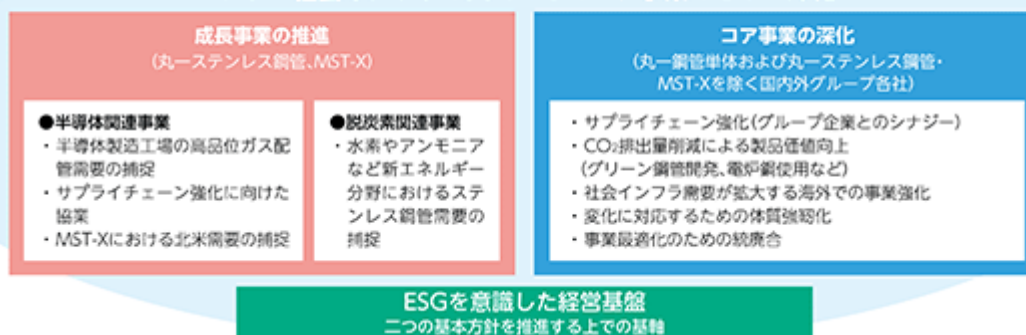 成長事業の推進
(丸一ステンレス鋼管、MST-X)
●半導体関連事業
・半導体製造工場の高品位ガス配
管需要の捕捉
・サプライチェーン強化に向けた
協業
・MST-Xにおける北米需要の捕捉
●脱炭素関連事業
・水素やアンモニア
など新エネルギー
分野におけるステ
ンレス鋼管需要の
捕捉
コア事業の深化
(丸一鋼管単体および丸一ステンレス鋼管・
MST-Xを除く国内外グループ各社)
・サプライチェーン強化(グループ企業とのシナジー)
・CO₂排出量削減による製品価値向上
(グリーン鋼管開発、電炉鋼使用など)
・社会インフラ需要が拡大する海外での事業強化
・変化に対応するための体質強靭化
・事業最適化のための統廃合
ESGを意識した経営基盤
二つの基本方針を推進する上での基軸